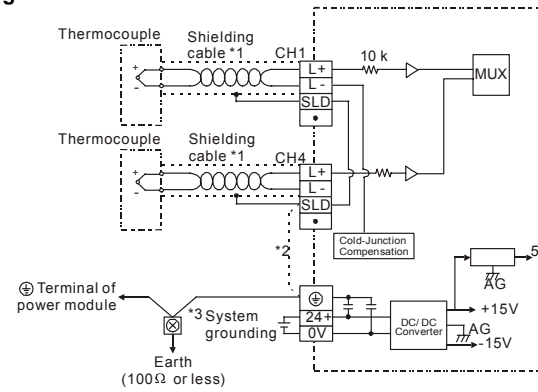 g
Thermocouple
Shielding
cable *1
CH1
L+
L -
SLD
10 k
MUX
Thermocouple
Shielding
cable *1
CH4
L+
L -
SLD
*2
Cold-Junction
Compensation
5
AG
Terminal of
power module
*3 System
grounding
24+
0V
DC/ DC
Converter
+15V
AG
-15V
Earth
(100Ω or less)